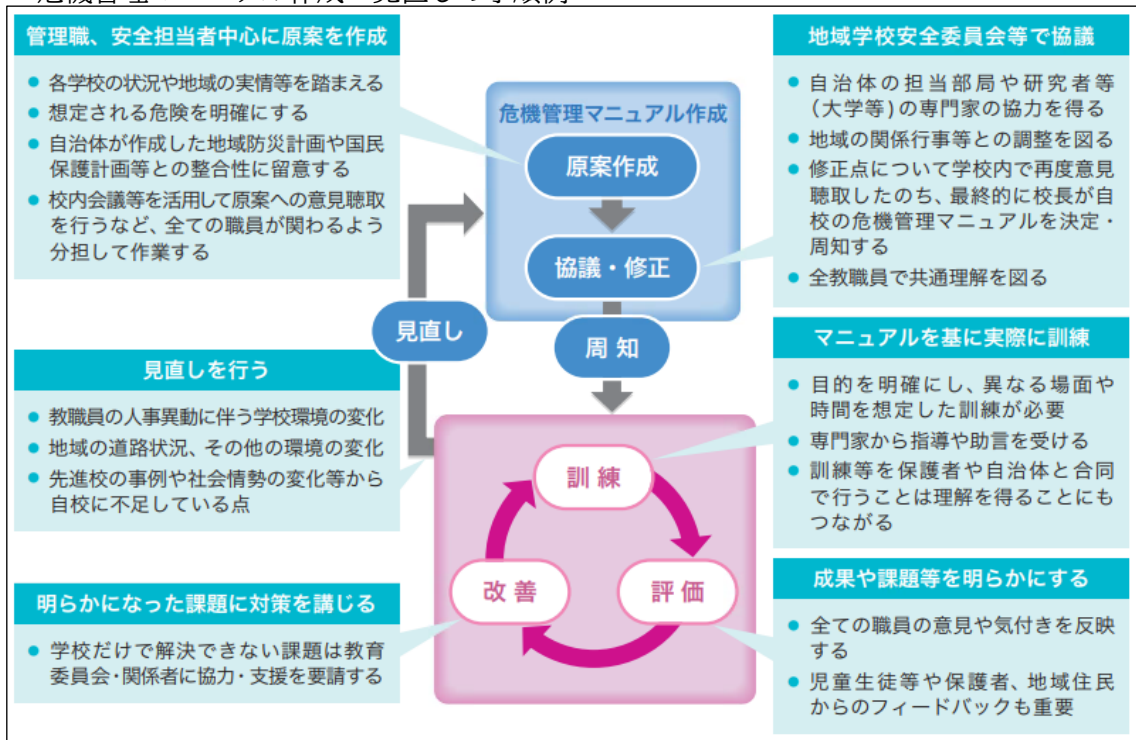 管理職、安全担当者中心に原案を作成
● 各学校の状況や地域の実情等を踏まえる
● 想定される危険を明確にする
● 自治体が作成した地域防災計画や国民
保護計画等との整合性に留意する
● 校内会議等を活用して原案への意見聴取
を行うなど、全ての職員が関わるよう
分担して作業する
危機管理マニュアル作成
原案作成
協議・修正
見直し
周知
地域学校安全委員会等で協議
● 自治体の担当部局や研究者等
(大学等)の専門家の協力を得る
● 地域の関係行事等との調整を図る
● 修正点について学校内で再度意見
聴取したのち、最終的に校長が自
校の危機管理マニュアルを決定・
周知する
● 全教職員で共通理解を図る
見直しを行う
● 教職員の人事異動に伴う学校環境の変化
● 地域の道路状況、その他の環境の変化
● 先進校の事例や社会情勢の変化等から
自校に不足している点
マニュアルを基に実際に訓練
● 目的を明確にし、異なる場面や
時間を想定した訓練が必要
● 専門家から指導や助言を受ける
● 訓練等を保護者や自治体と合同
で行うことは理解を得ることにも
つながる
訓練
改善
評価
明らかになった課題に対策を講じる
● 学校だけで解決できない課題は教育
委員会・関係者に協力・支援を要請する
成果や課題等を明らかにする
● 全ての職員の意見や気付きを反映
する
● 児童生徒等や保護者、地域住民
からのフィードバックも重要